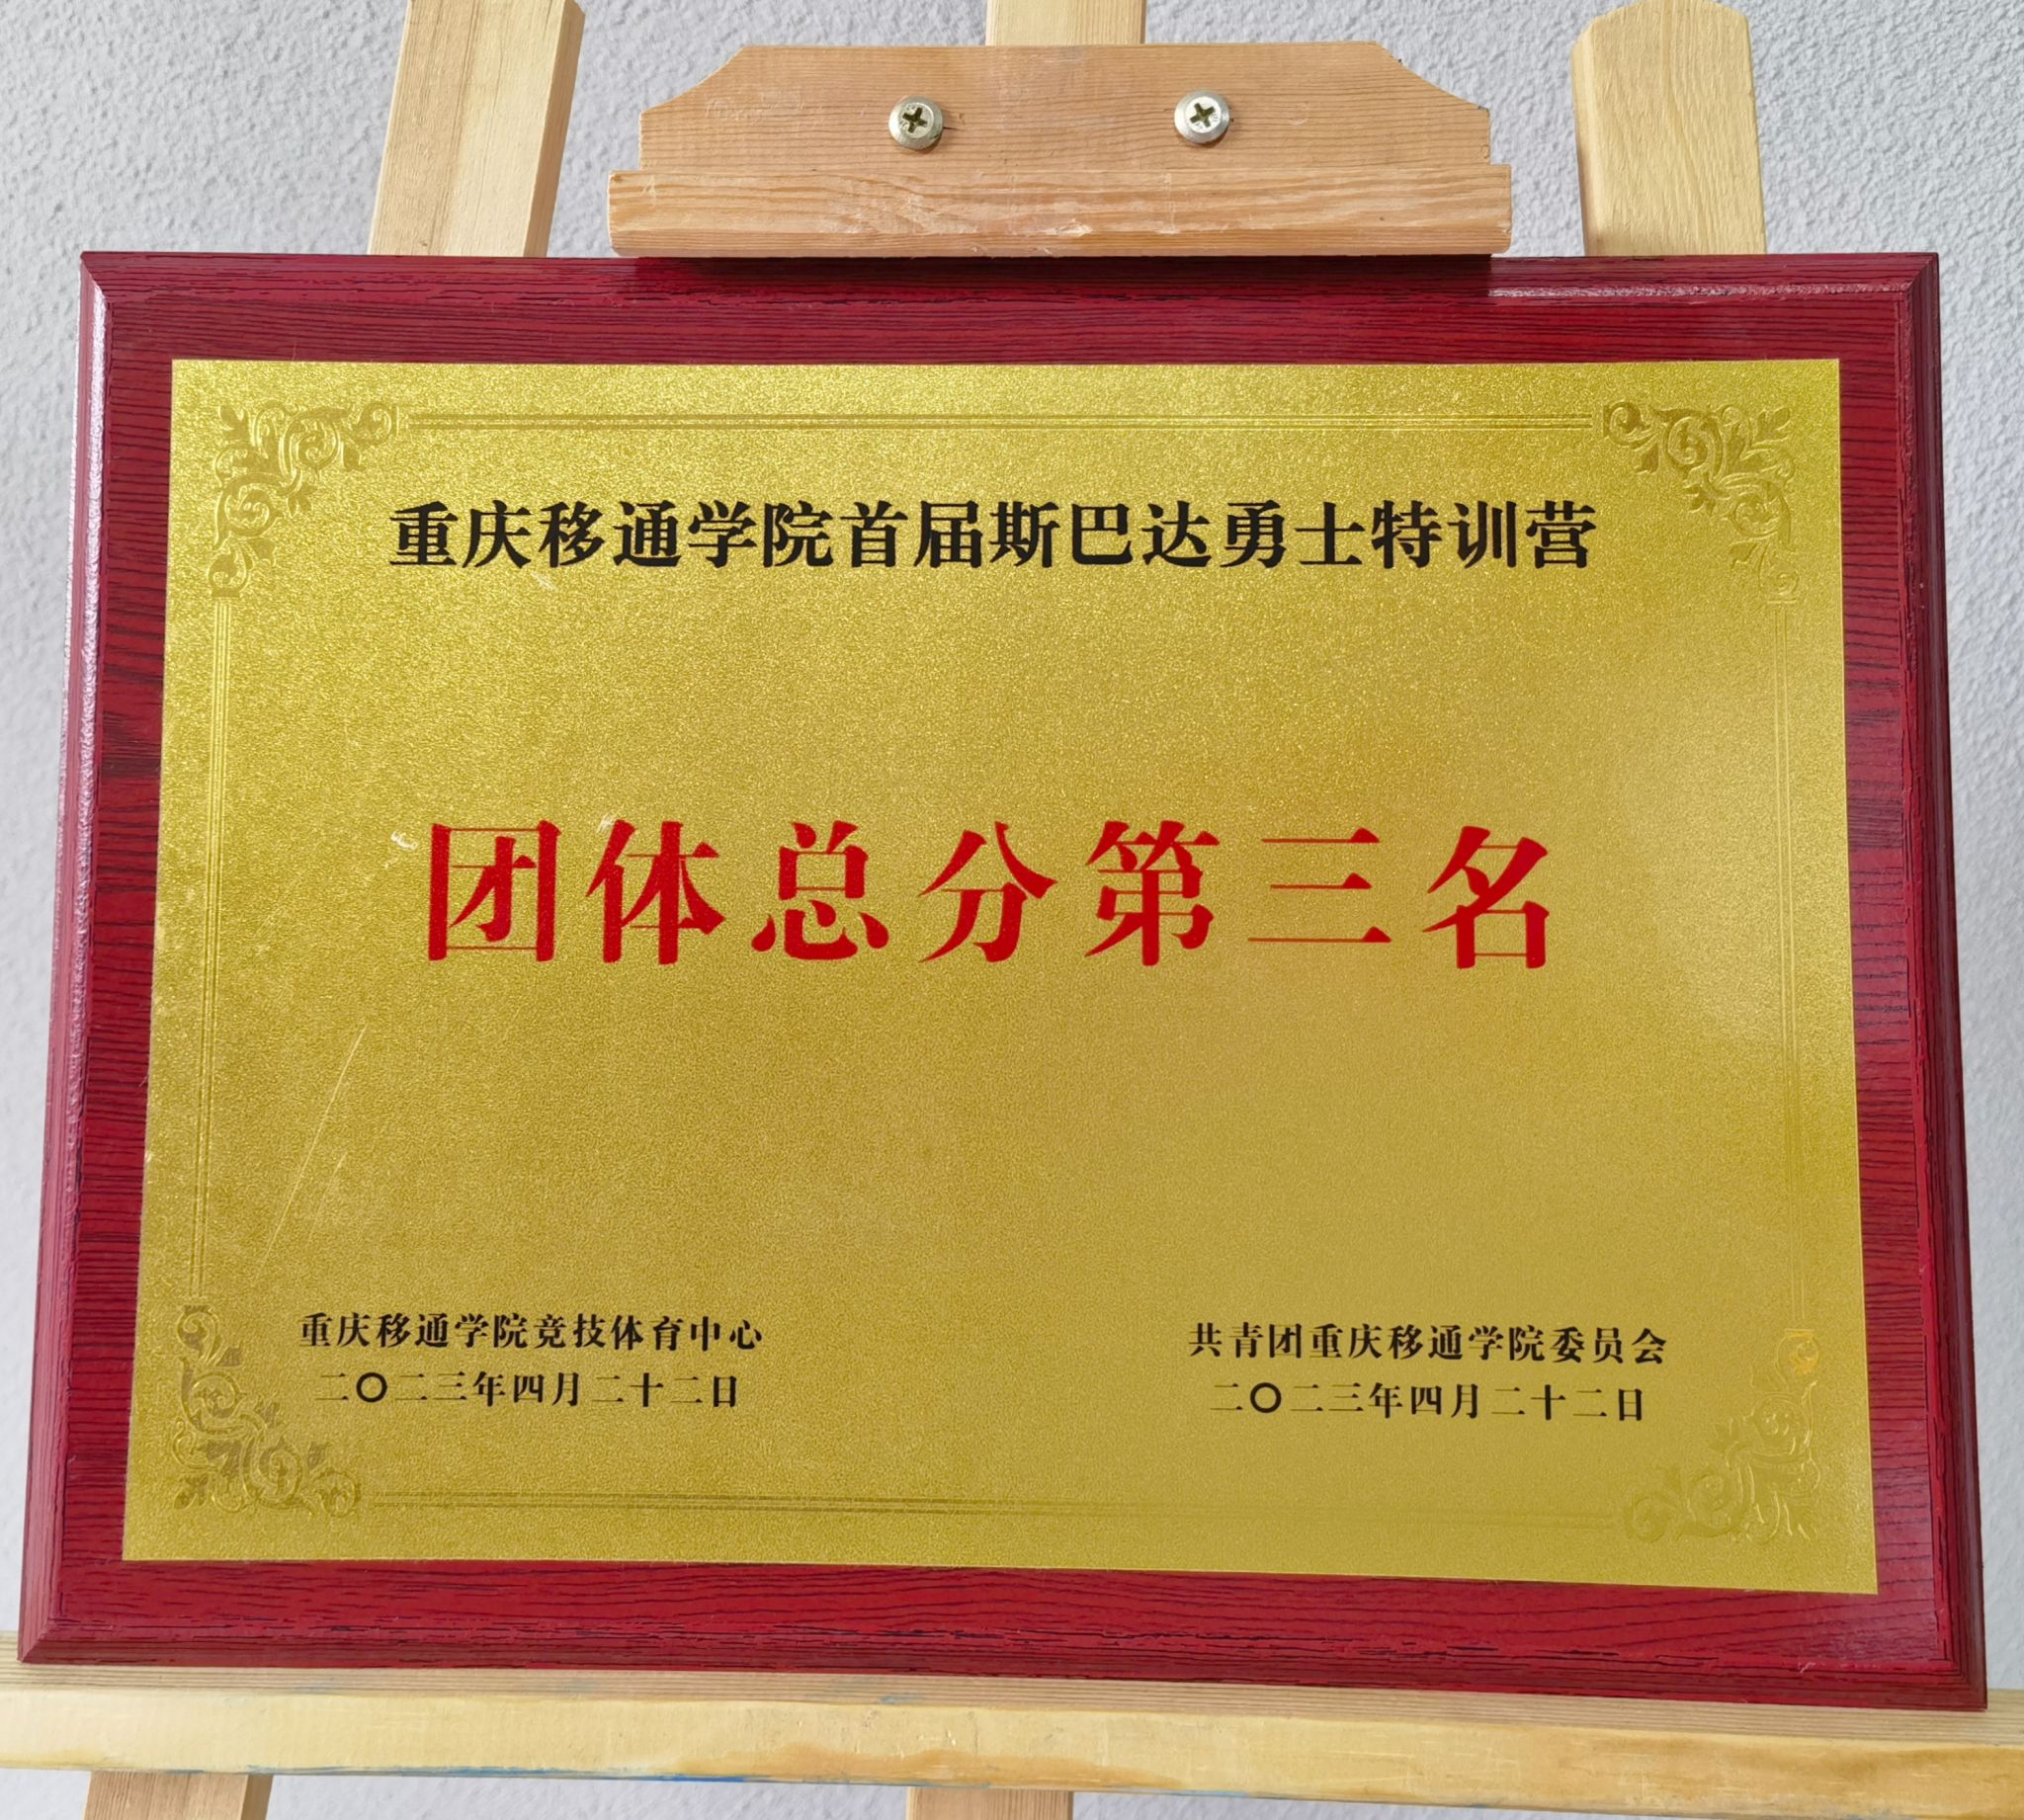 重庆移通学院首届斯巴达勇士特训营
团体总分第三名
重庆移通学院竞技体育中心
二〇二三年四月二十二日
共青团重庆移通学院委员会
二〇二三年四月二十二日